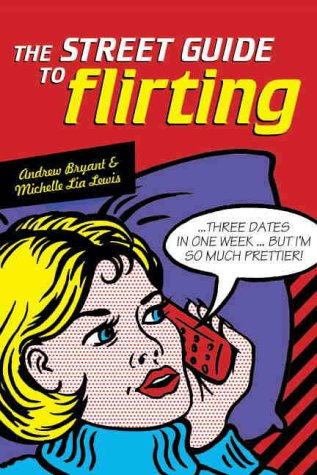 THE STREET GUIDE
TO flirting
Andrew Bryant &
Michelle Lia Lewis
...THREE DATES
IN ONE WEEK ... BUT I'M
SO MUCH PRETTIER!